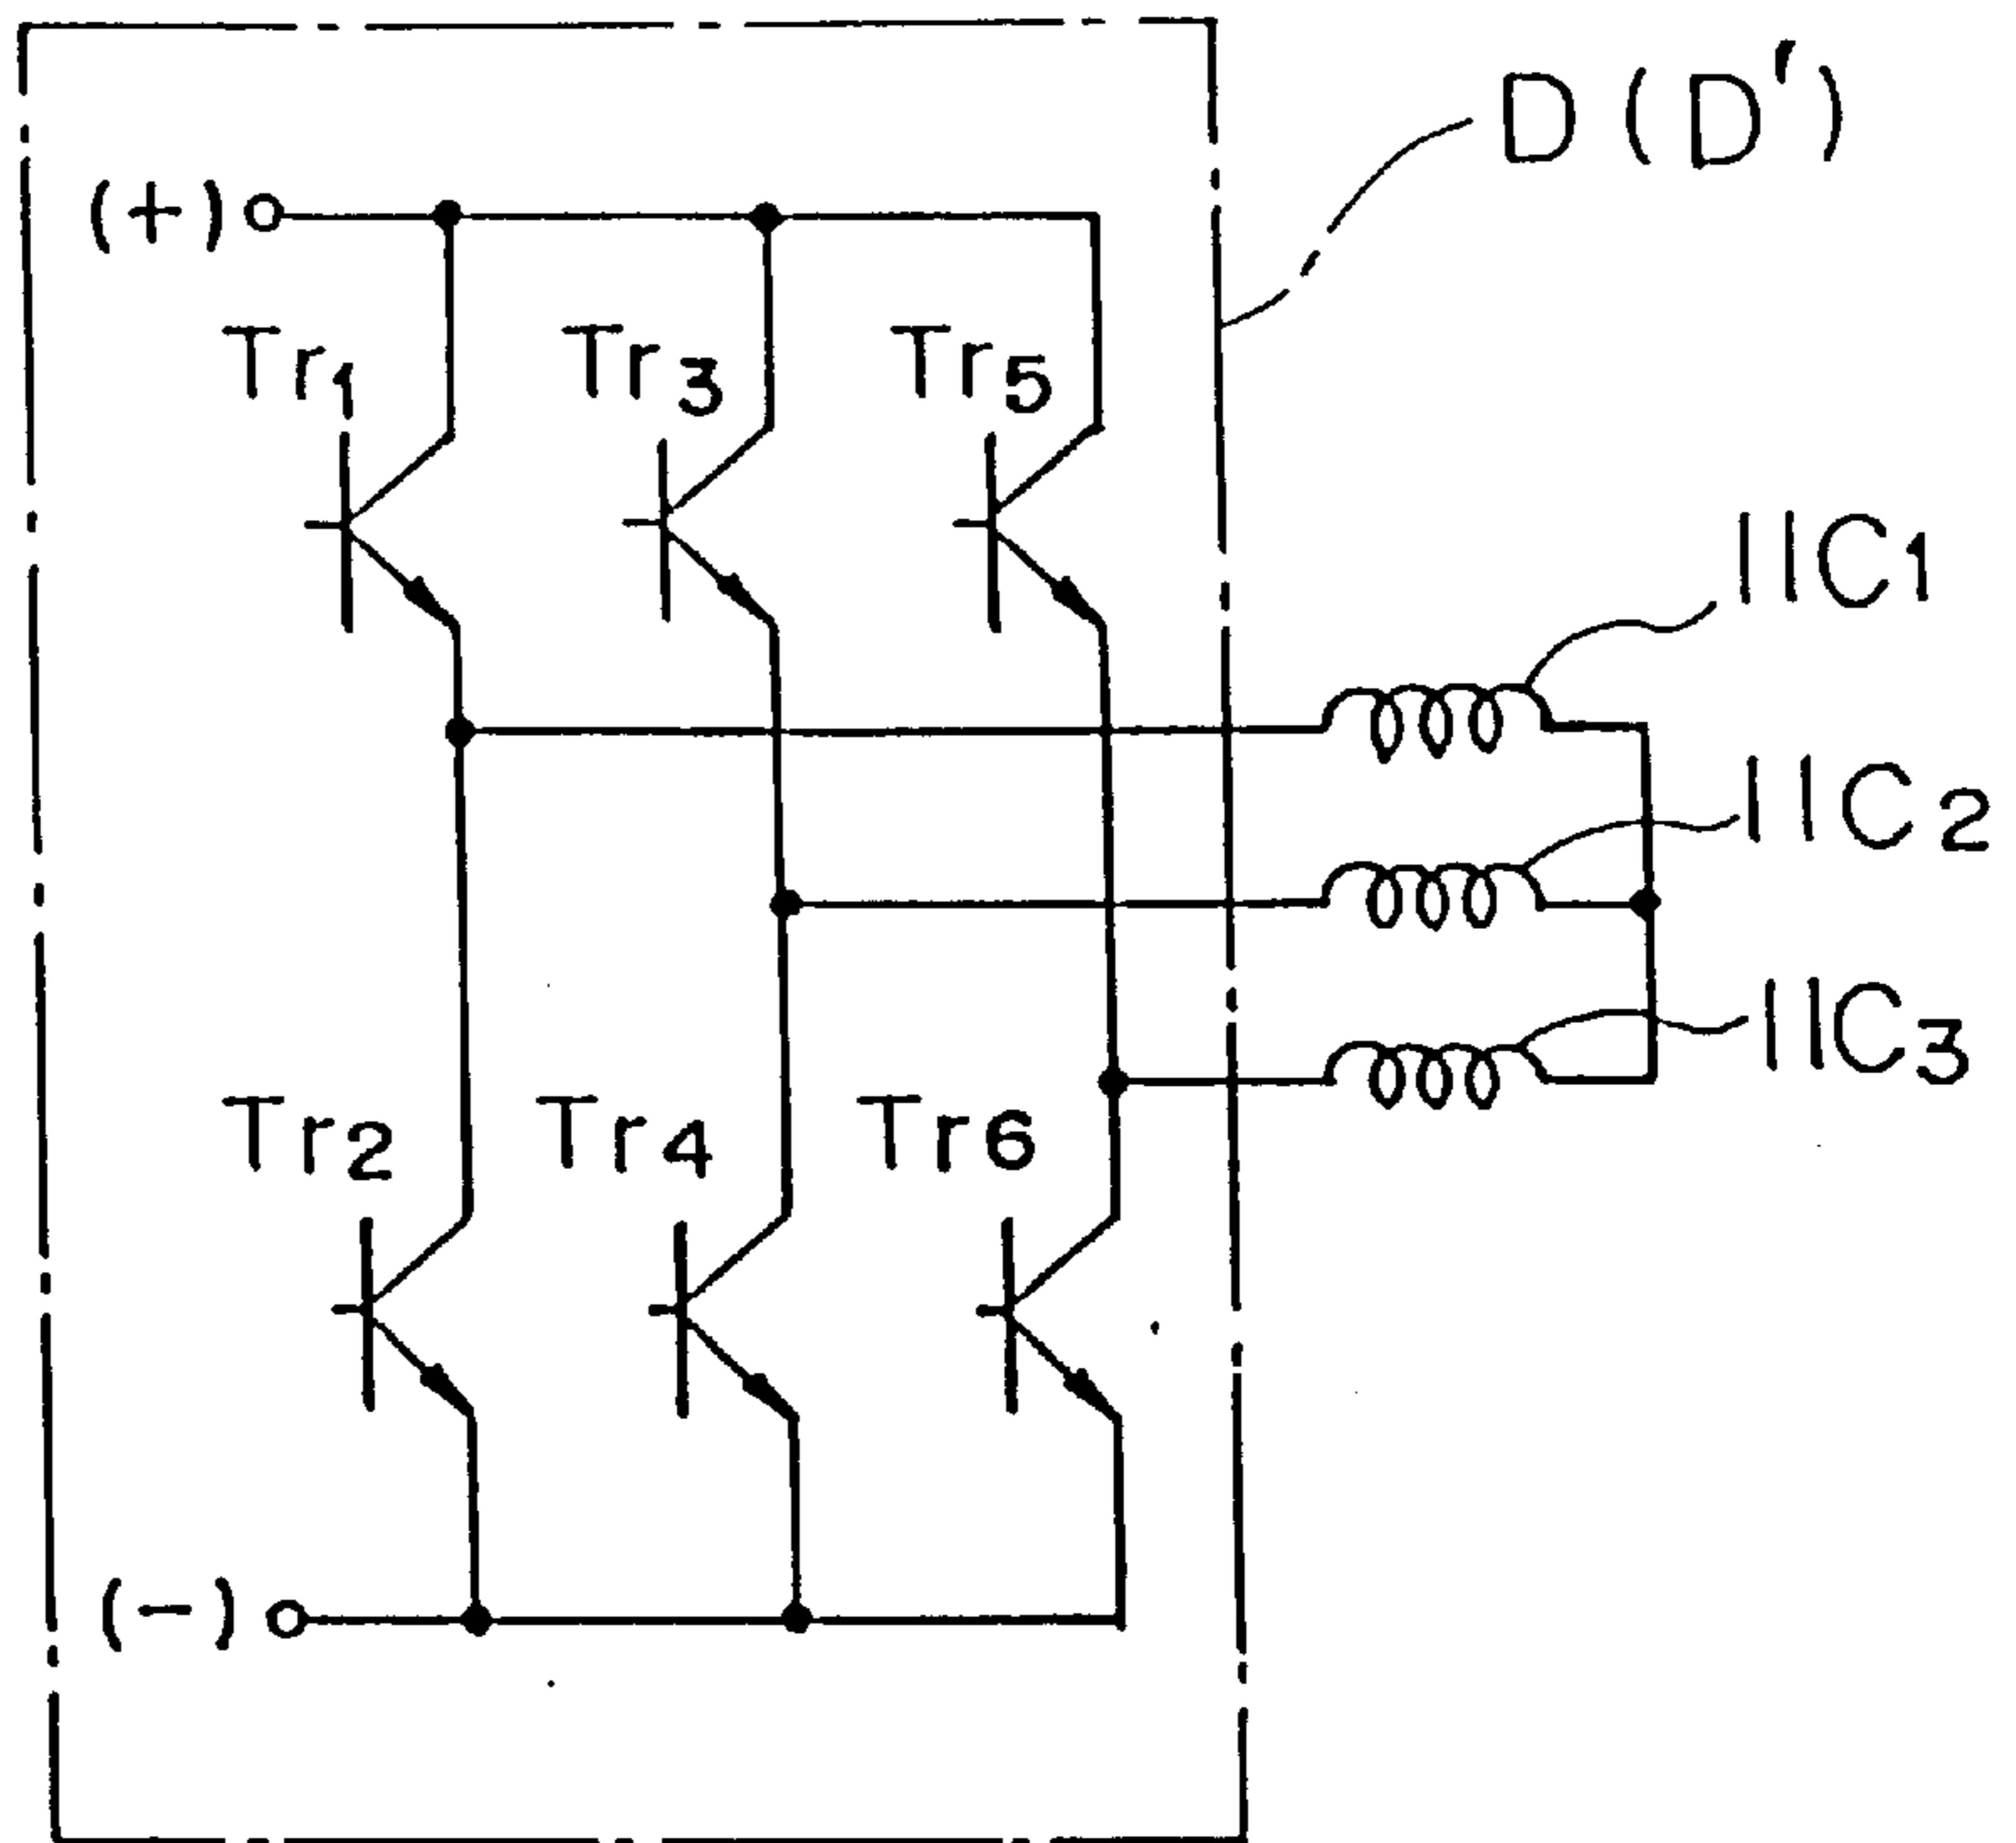 D (D')
(+)
Tr1 Tr3 Tr5
11C1
11C2
11C3
Tr2 Tr4 Tr6
(-)